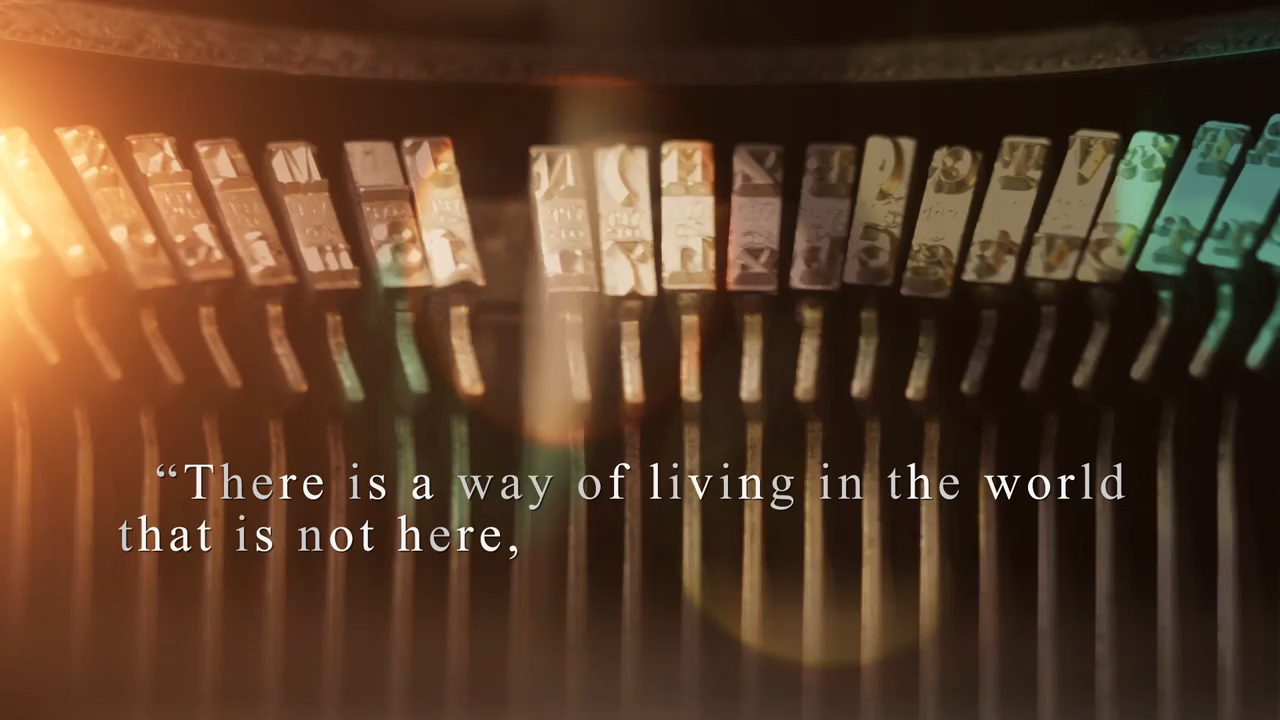 “There is a way of living in the world
that is not here,